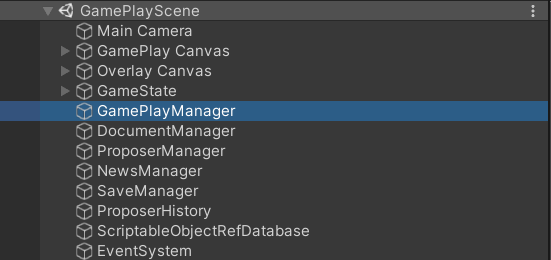 GamePlayScene
Main Camera
GamePlay Canvas
Overlay Canvas
GameState
GamePlayManager
DocumentManager
ProposerManager
NewsManager
SaveManager
ProposerHistory
ScriptableObjectRefDatabase
EventSystem